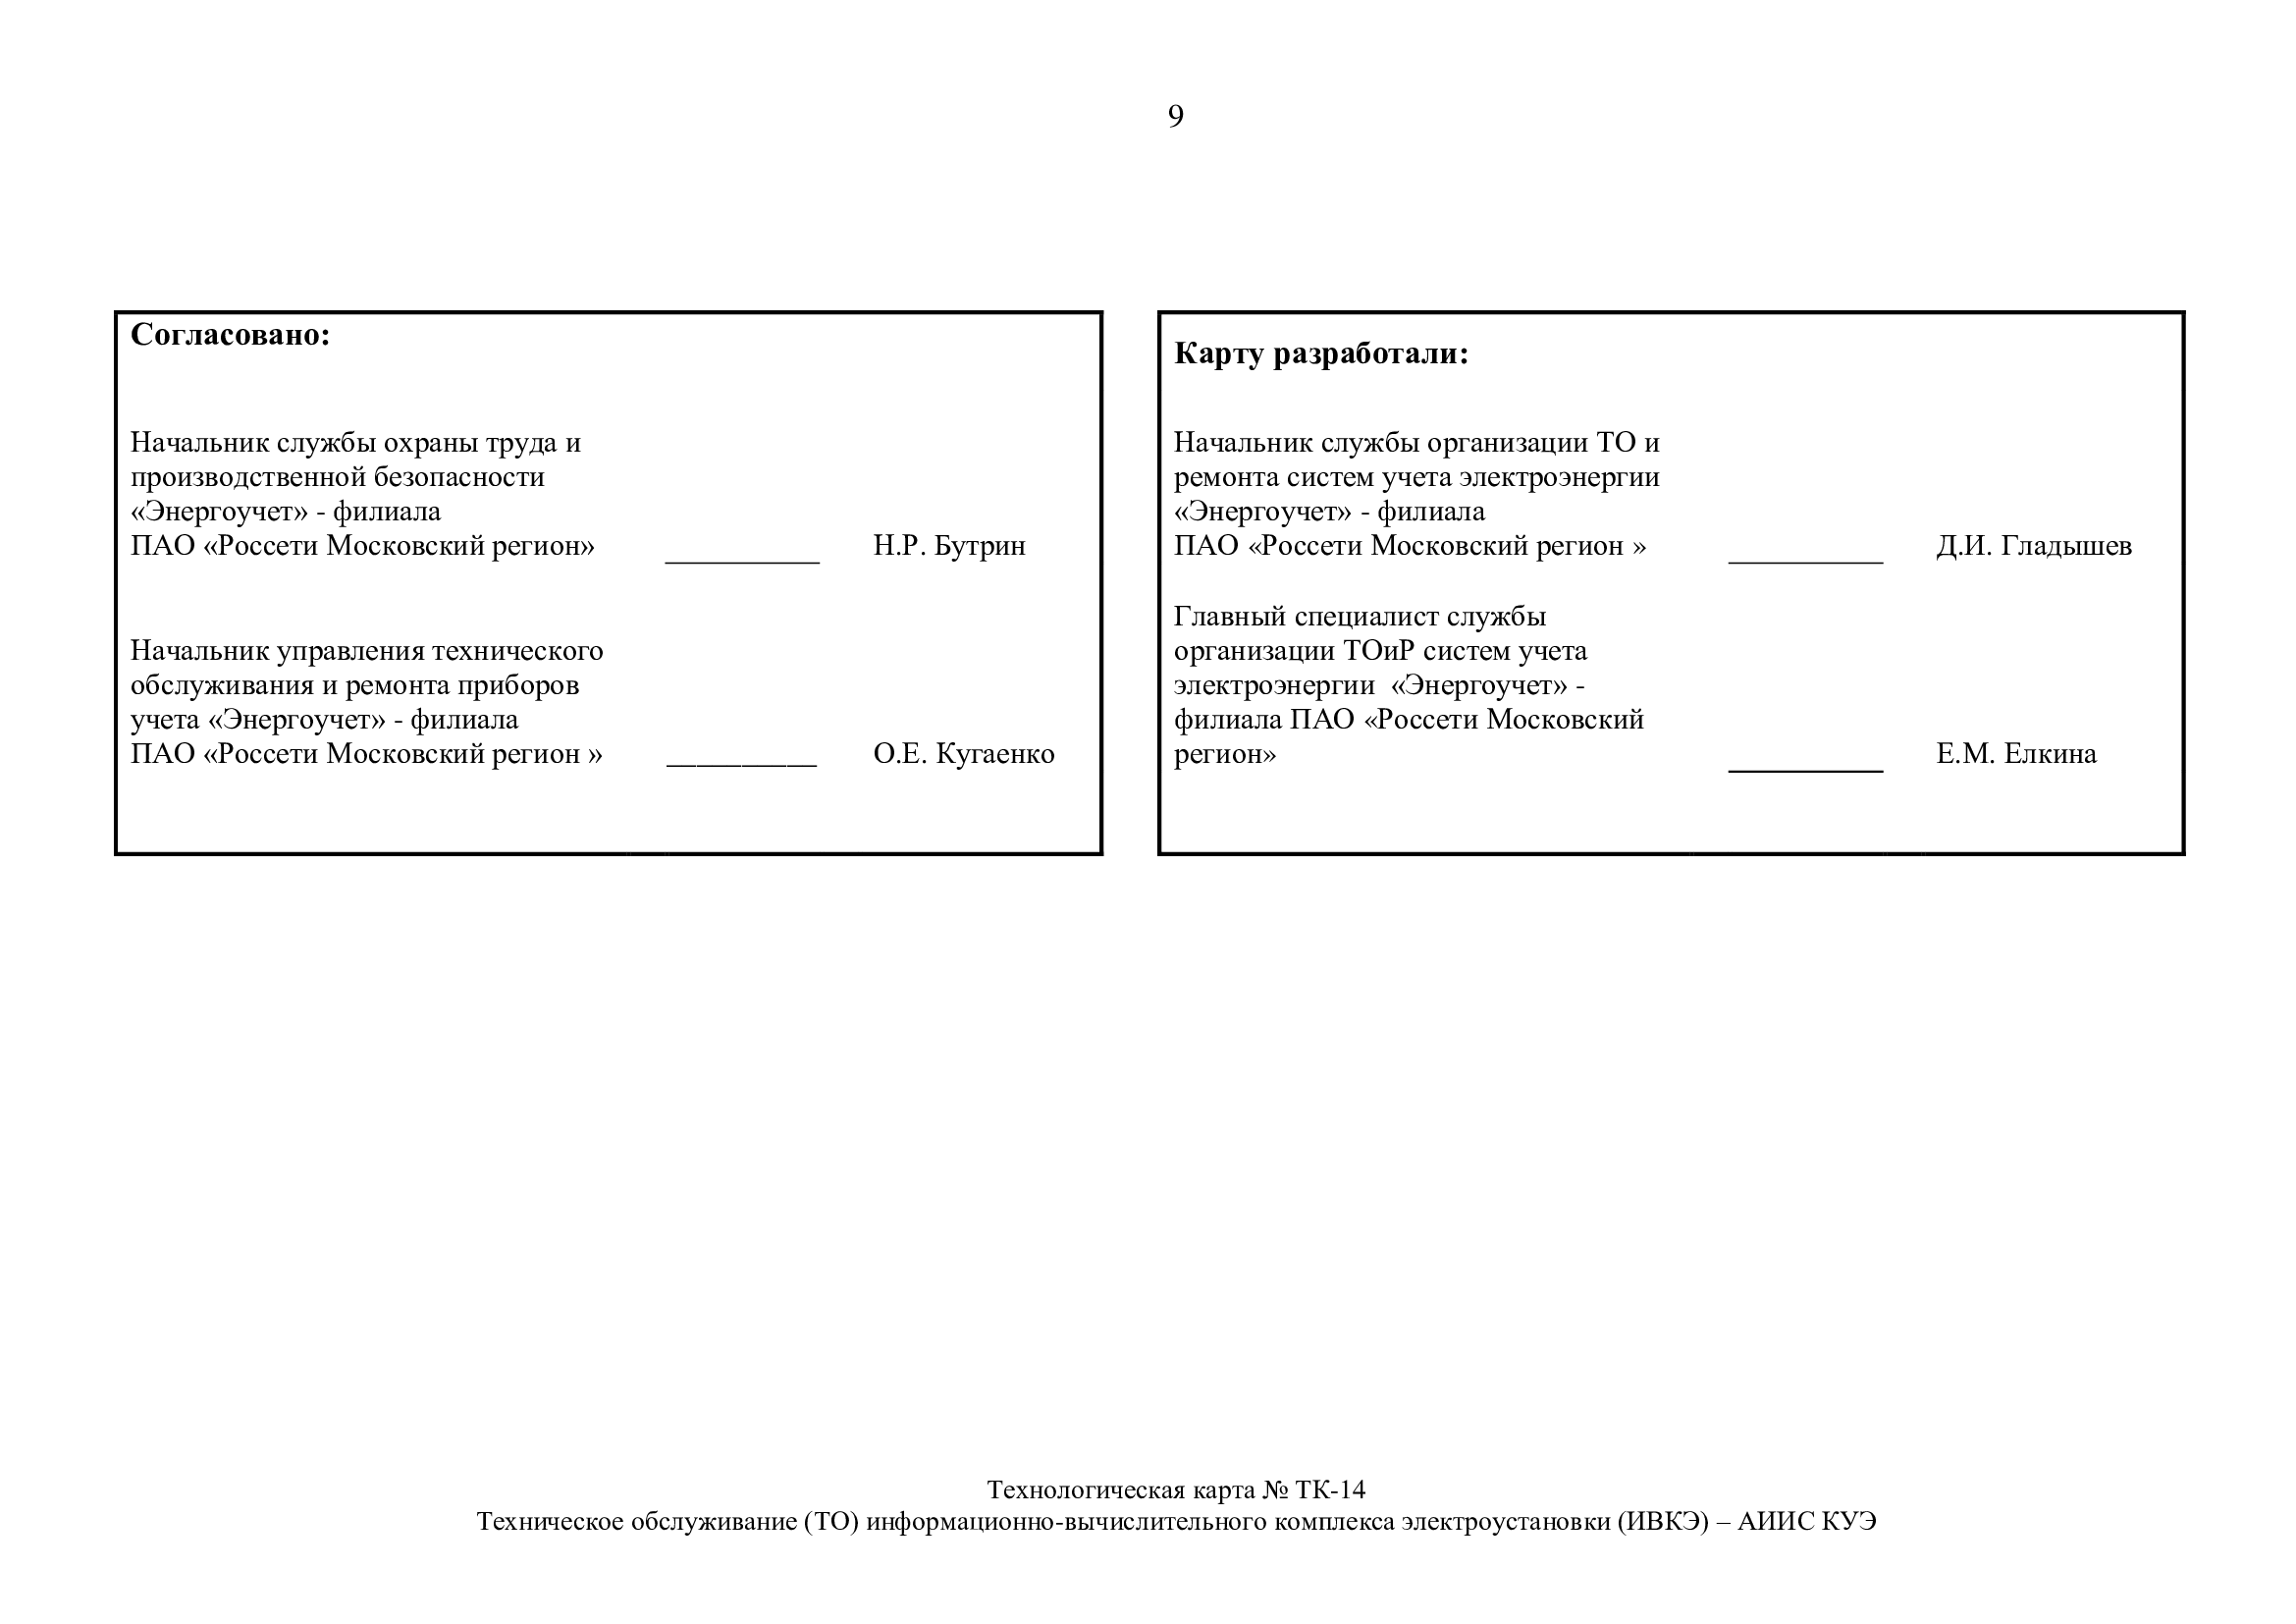 9
Согласовано:
Начальник службы охраны труда и
производственной безопасности
«Энергоучет» - филиала
ПАО «Россети Московский регион» ___________ Н.Р. Бутрин
Начальник управления технического
обслуживания и ремонта приборов
учета «Энергоучет» - филиала
ПАО «Россети Московский регион » __________ О.Е. Кугаенко
Карту разработали:
Начальник службы организации ТО и
ремонта систем учета электроэнергии
«Энергоучет» - филиала
ПАО «Россети Московский регион » ___________ Д.И. Гладышев
Главный специалист службы
организации ТОиР систем учета
электроэнергии  «Энергоучет» -
филиала ПАО «Россети Московский
регион» ___________ Е.М. Елкина
Технологическая карта № ТК-14
Техническое обслуживание (ТО) информационно-вычислительного комплекса электроустановки (ИВКЭ) – АИИС КУЭ